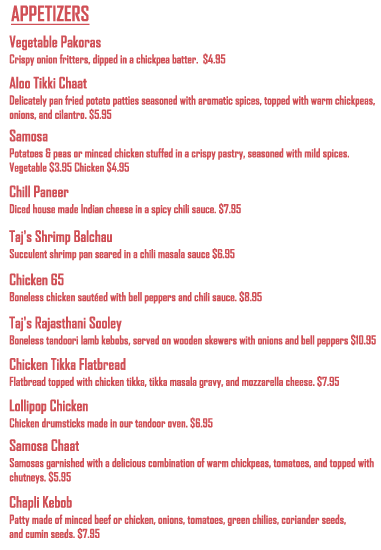 APPETIZERS
Vegetable Pakoras
Crispy onion fritters, dipped in a chickpea batter. $4.95
Aloo Tikki Chaat
Delicately pan fried potato patties seasoned with aromatic spices, topped with warm chickpeas,
onions, and cilantro. $5.95
Samosa
Potatoes & peas or minced chicken stuffed in a crispy pastry, seasoned with mild spices.
Vegetable $3.95 Chicken $4.95
Chili Paneer
Diced house made Indian cheese in a spicy chili sauce. $7.95
Taj's Shrimp Balchau
Succulent shrimp pan seared in a chili masala sauce $6.95
Chicken 65
Boneless chicken sautéed with bell peppers and chili sauce. $8.95
Taj's Rajasthani Sooley
Boneless tandoori lamb kebobs, served on wooden skewers with onions and bell peppers $10.95
Chicken Tikka Flatbread
Flatbread topped with chicken tikka, tikka masala gravy, and mozzarella cheese. $7.95
Lollipop Chicken
Chicken drumsticks made in our tandoor oven. $6.95
Samosa Chaat
Samosas garnished with a delicious combination of warm chickpeas, tomatoes, and topped with
chutneys. $5.95
Chapli Kebob
Patty made of minced beef or chicken, onions, tomatoes, green chilies, coriander seeds,
and cumin seeds. $7.95